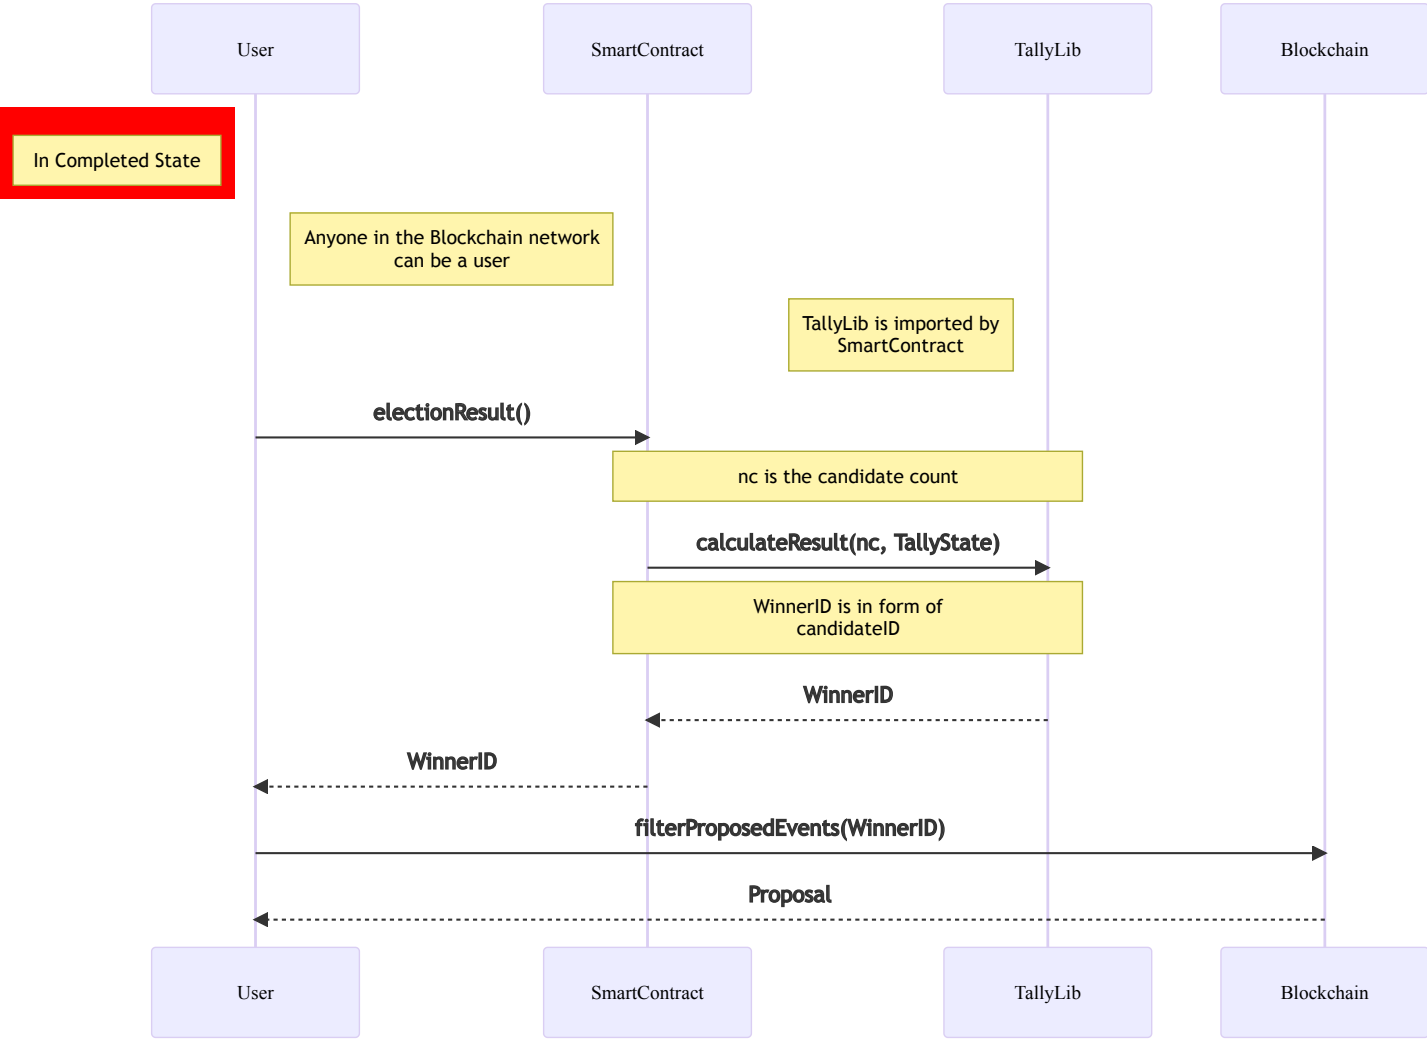 User
SmartContract
TallyLib
Blockchain
In Completed State
Anyone in the Blockchain network
can be a user
TallyLib is imported by
SmartContract
electionResult()
nc is the candidate count
calculateResult(nc, TallyState)
WinnerID is in form of
candidateID
WinnerID
WinnerID
filterProposedEvents(WinnerID)
Proposal
User
SmartContract
TallyLib
Blockchain